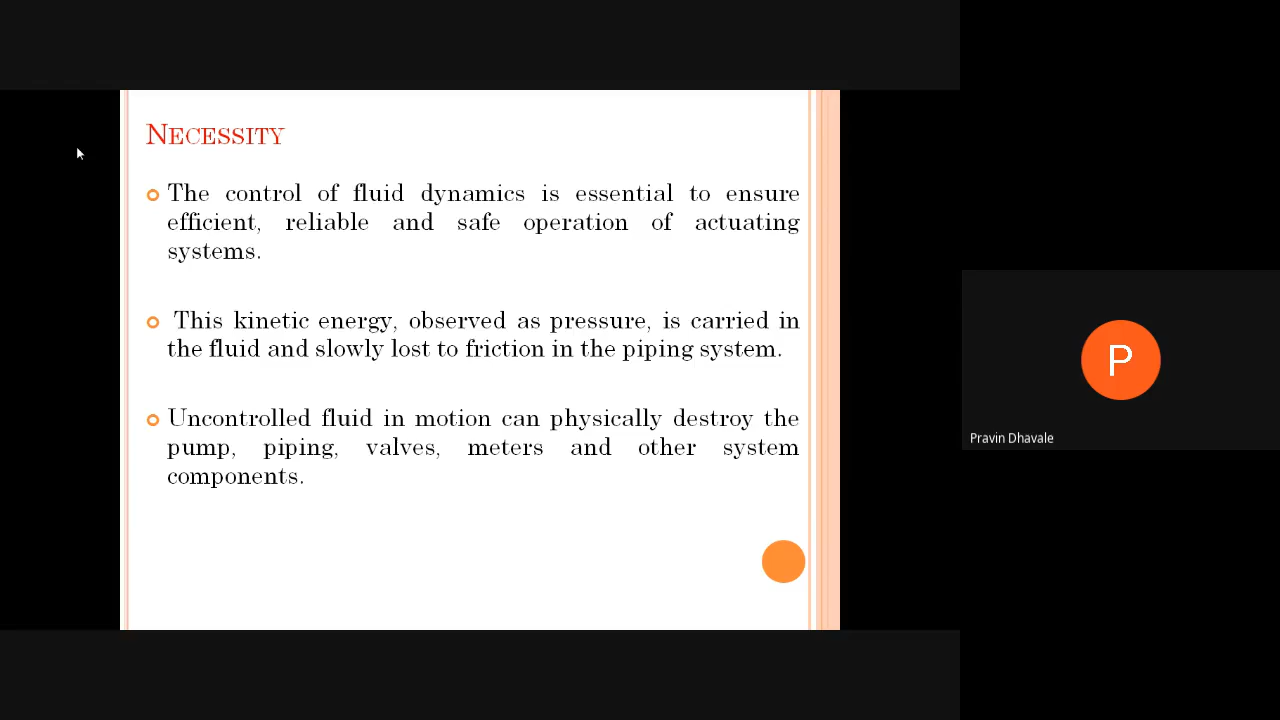 NECESSITY
The control of fluid dynamics is essential to ensure
efficient, reliable and safe operation of actuating
systems.
This kinetic energy, observed as pressure, is carried in
the fluid and slowly lost to friction in the piping system.
Uncontrolled fluid in motion can physically destroy the
pump, piping, valves, meters and other system
components.
P
Pravin Dhavale